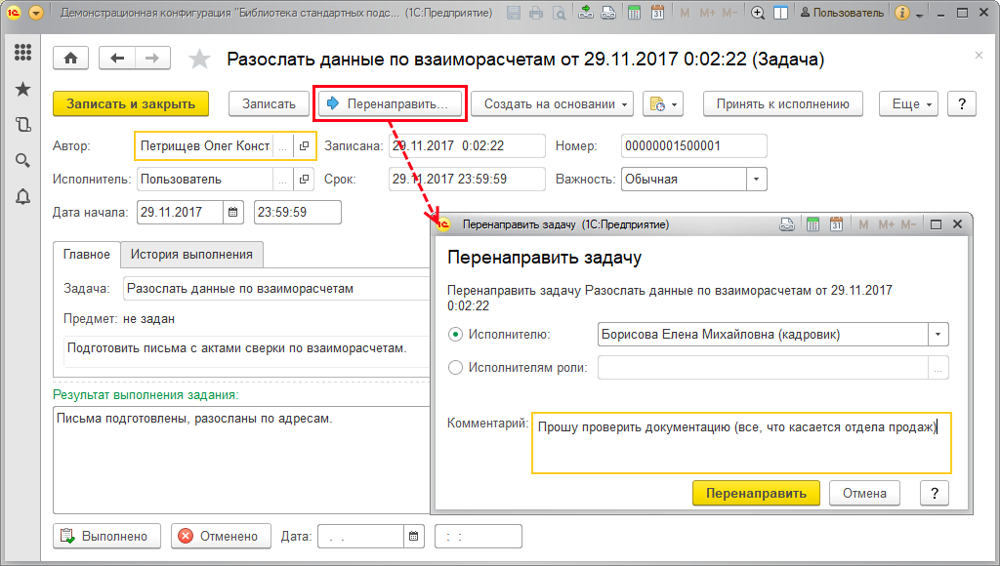 Демонстрационная конфигурация "Библиотека стандартных подс... (1С:Предприятие)
31 M M+ M- Пользователь
Разослать данные по взаиморасчетам от 29.11.2017 0:02:22 (Задача)
Записать и закрыть Записать Перенаправить... Создать на основании Принять к исполнению Еще ?
Автор: Петрищев Олег Конст ... Записана: 29.11.2017 0:02:22 Номер: 00000001500001
Исполнитель: Пользователь ... Срок: 29.11.2017 23:59:59 Важность: Обычная
Дата начала: 29.11.2017 23:59:59
Главное История выполнения
Задача: Разослать данные по взаиморасчетам
Предмет: не задан
Подготовить письма с актами сверки по взаиморасчетам.
Результат выполнения задания:
Письма подготовлены, разосланы по адресам.
Выполнено Отменено Дата: . . : :
Перенаправить задачу (1С:Предприятие) 31 M M+ M-
Перенаправить задачу
Перенаправить задачу Разослать данные по взаиморасчетам от 29.11.2017
0:02:22
Исполнителю: Борисова Елена Михайловна (кадровик)
Исполнителям роли: ...
Комментарий: Прошу проверить документацию (все, что касается отдела продаж)
Перенаправить Отмена ?